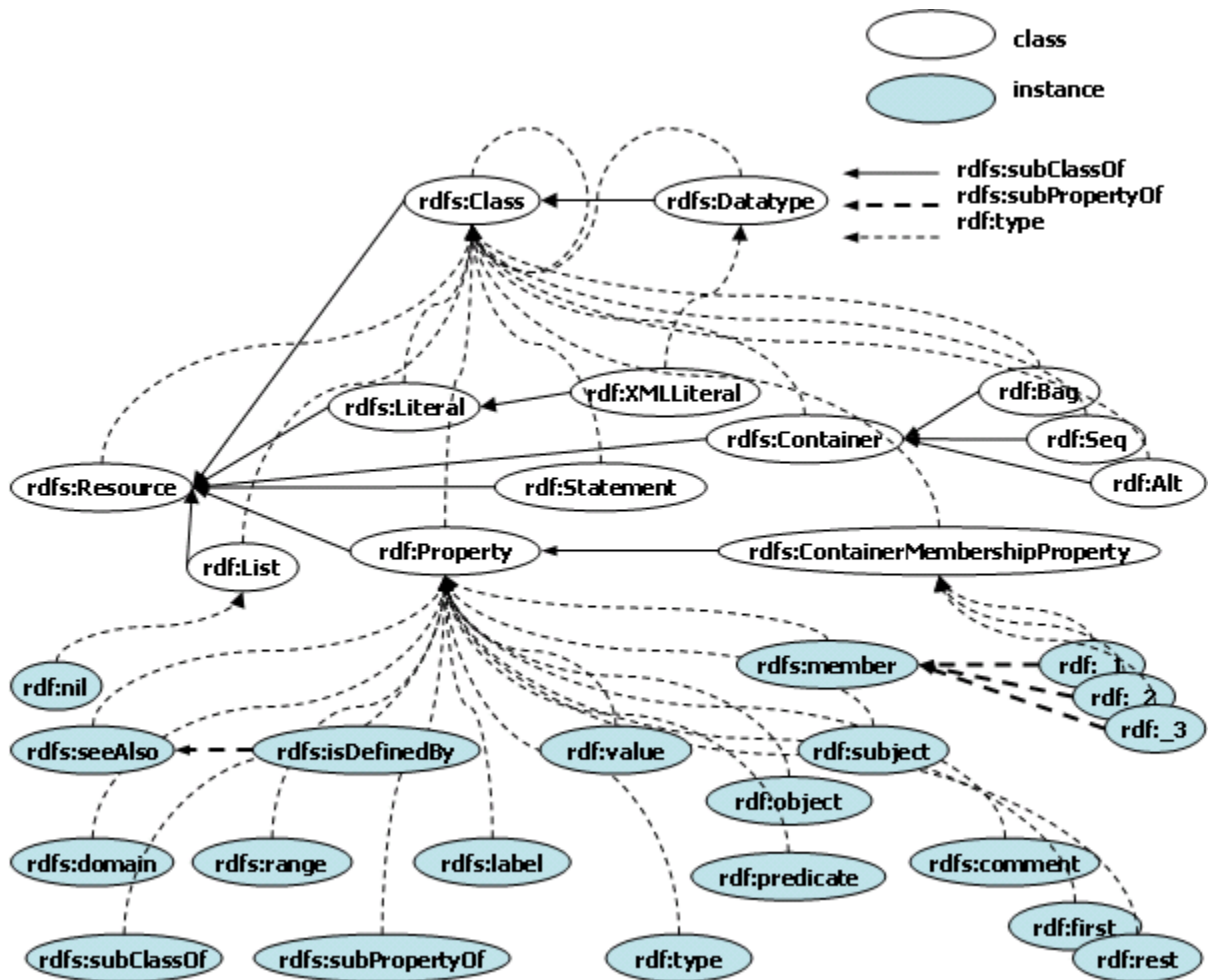 class
instance
rdfs:subClassOf
rdfs:subPropertyOf
rdf:type
rdfs:Class
rdfs:Datatype
rdfs:Literal
rdf:XMLLiteral
rdf:Bag
rdfs:Container
rdf:Seq
rdfs:Resource
rdf:Statement
rdf:Alt
rdf:List
rdf:Property
rdfs:ContainerMembershipProperty
rdf:nil
rdfs:member
rdf:_1
rdf:_2
rdf:_3
rdfs:seeAlso
rdfs:isDefinedBy
rdf:value
rdf:subject
rdf:object
rdfs:domain
rdfs:range
rdfs:label
rdf:predicate
rdfs:comment
rdf:first
rdfs:subClassOf
rdfs:subPropertyOf
rdf:type
rdf:rest